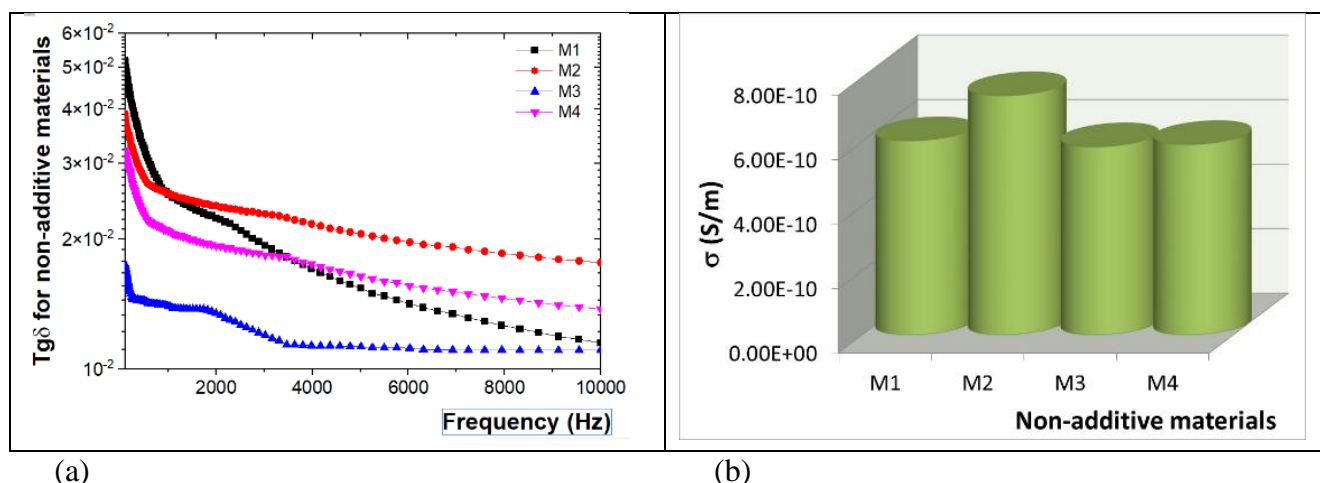 Tgδ for non-additive materials
6×10⁻²
5×10⁻²
4×10⁻²
3×10⁻²
2×10⁻²
10⁻²
2000 4000 6000 8000 10000
Frequency (Hz)
M1
M2
M3
M4
σ (S/m)
8.00E-10
6.00E-10
4.00E-10
2.00E-10
0.00E+00
M1 M2 M3 M4
Non-additive materials
(a) (b)